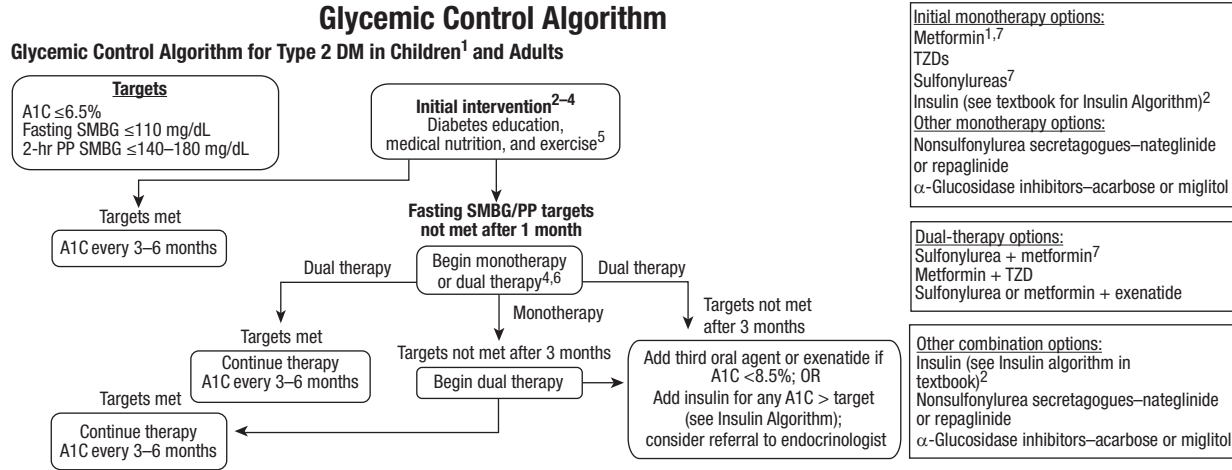 Glycemic Control Algorithm
Glycemic Control Algorithm for Type 2 DM in Children¹ and Adults
Targets
A1C ≤6.5%
Fasting SMBG ≤110 mg/dL
2-hr PP SMBG ≤140–180 mg/dL
Initial intervention²⁻⁴
Diabetes education,
medical nutrition, and exercise⁵
Targets met
A1C every 3–6 months
Fasting SMBG/PP targets
not met after 1 month
Dual therapy
Begin monotherapy
or dual therapy⁴,⁶
Dual therapy
Monotherapy
Targets not met
after 3 months
Targets met
Continue therapy
A1C every 3–6 months
Targets not met after 3 months
Begin dual therapy
Add third oral agent or exenatide if
A1C <8.5%; OR
Add insulin for any A1C > target
(see Insulin Algorithm);
consider referral to endocrinologist
Targets met
Continue therapy
A1C every 3–6 months
Initial monotherapy options:
Metformin¹,⁷
TZDs
Sulfonylureas⁷
Insulin (see textbook for Insulin Algorithm)²
Other monotherapy options:
Nonsulfonylurea secretagogues–nateglinide
or repaglinide
α-Glucosidase inhibitors–acarbose or miglitol
Dual-therapy options:
Sulfonylurea + metformin⁷
Metformin + TZD
Sulfonylurea or metformin + exenatide
Other combination options:
Insulin (see Insulin algorithm in
textbook)²
Nonsulfonylurea secretagogues–nateglinide
or repaglinide
α-Glucosidase inhibitors–acarbose or miglitol